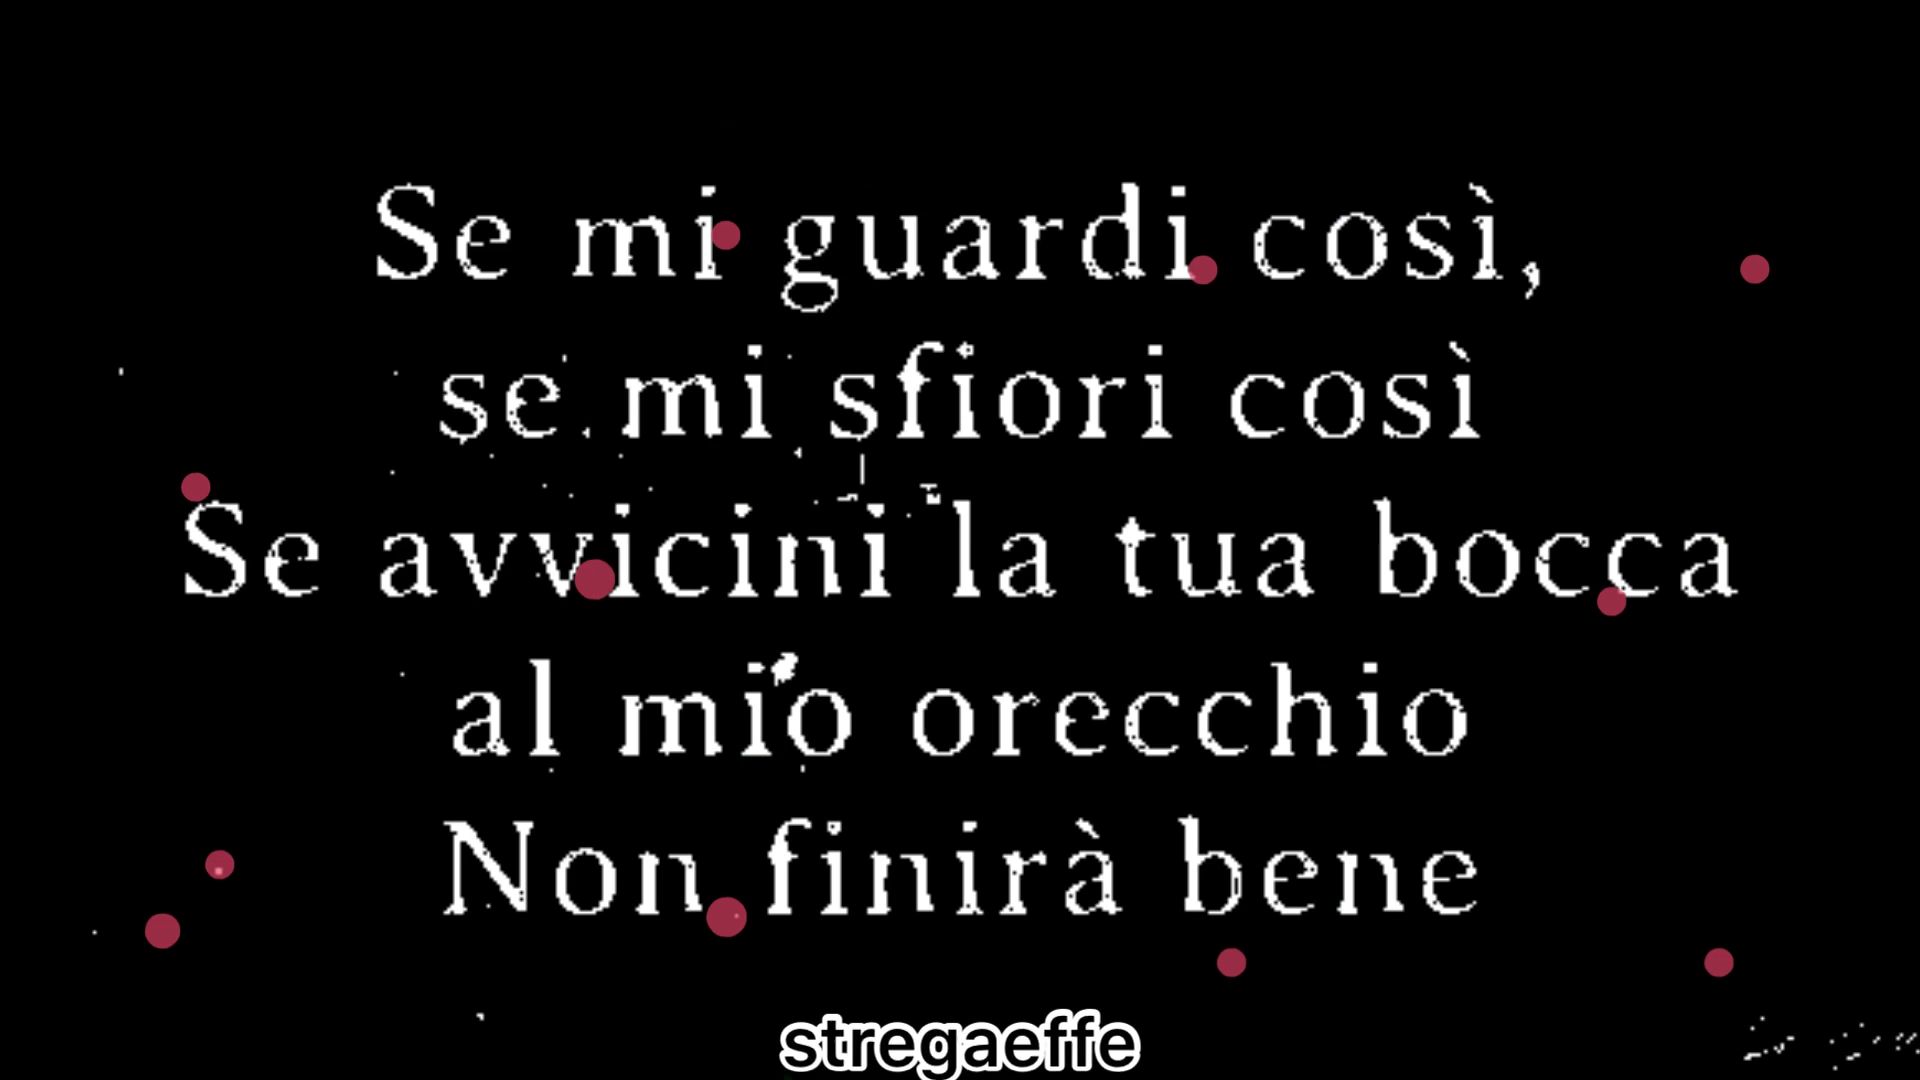 Se mi guardi così,
se mi sfiori così
Se avvicini la tua bocca
al mio orecchio
Non finirà bene
stregaeffe